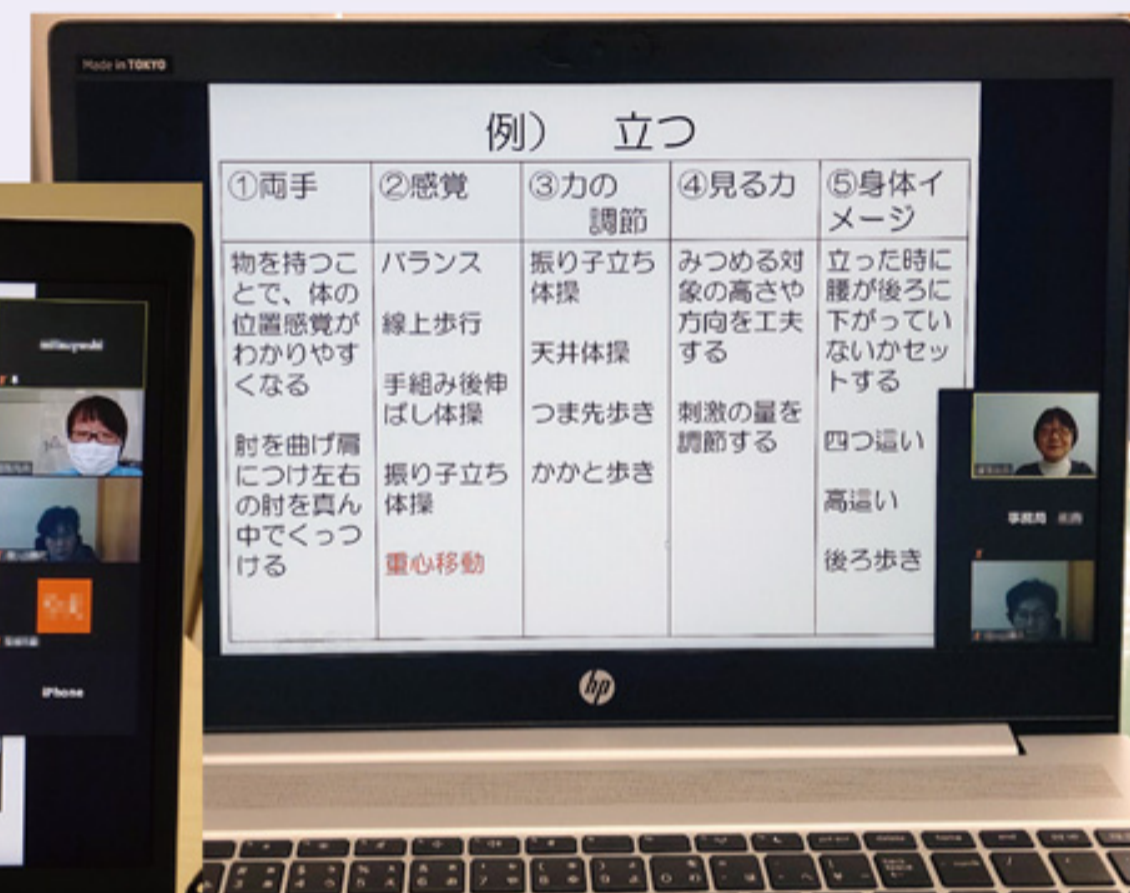 Made in TOKYO
例） 立つ
①両手
②感覚
③力の
調節
④見る力
⑤身体イ
メージ
物を持つこ
とで、体の
位置感覚が
わかりやす
くなる
肘を曲げ肩
につけ左右
の肘を真ん
中でくっつ
ける
バランス
線上歩行
手組み後伸
ばし体操
振り子立ち
体操
重心移動
振り子立ち
体操
天井体操
つま先歩き
かかと歩き
みつめる対
象の高さや
方向を工夫
する
刺激の量を
調節する
立った時に
腰が後ろに
下がってい
ないかセッ
トする
四つ這い
高這い
後ろ歩き
事務局
hp
iPhone